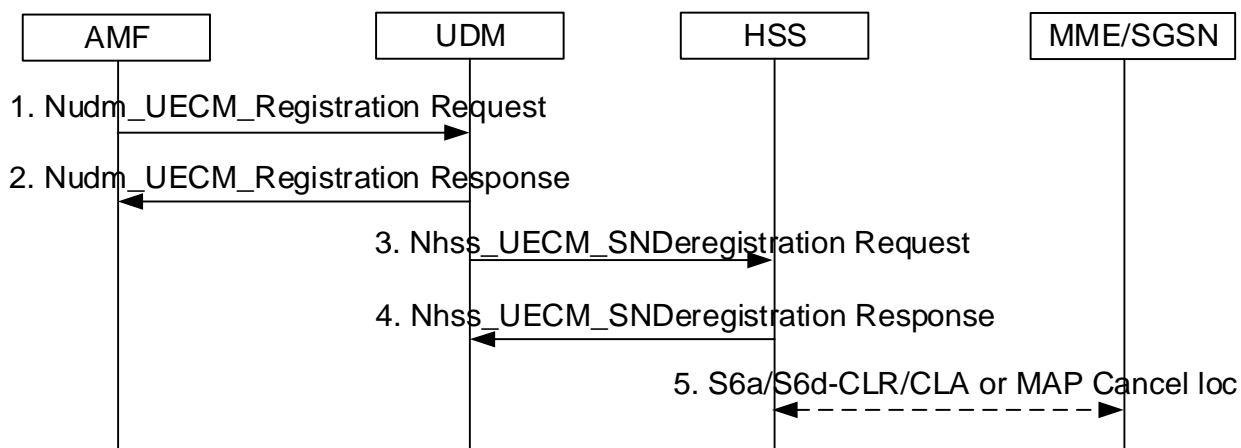 AMF UDM HSS MME/SGSN
1. Nudm_UECM_Registration Request
2. Nudm_UECM_Registration Response
3. Nhss_UECM_SNDeregistration Request
4. Nhss_UECM_SNDeregistration Response
5. S6a/S6d-CLR/CLA or MAP Cancel loc